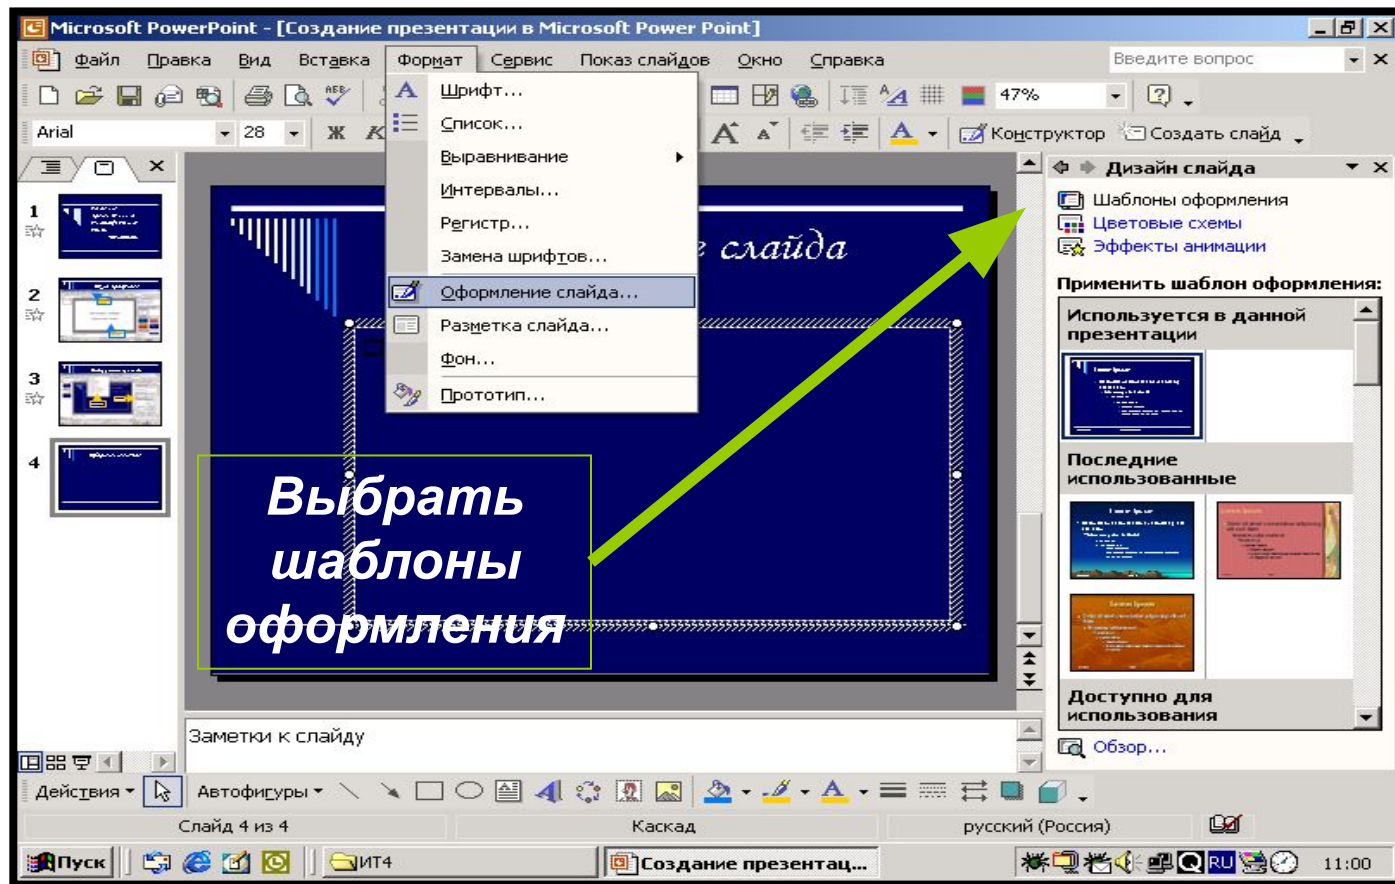 Microsoft PowerPoint - [Создание презентации в Microsoft Power Point]
Файл Правка Вид Вставка Формат Сервис Показ слайдов Окно Справка Введите вопрос
47%
Arial 28 Ж К Конструктор Создать слайд
Шрифт...
Список...
Выравнивание
Интервалы...
Регистр...
Замена шрифтов...
Оформление слайда...
Разметка слайда...
Фон...
Прототип...
1
2
3
4
слайда
Выбрать
шаблоны
оформления
Дизайн слайда
Шаблоны оформления
Цветовые схемы
Эффекты анимации
Применить шаблон оформления:
Используется в данной
презентации
Последние
использованные
Доступно для
использования
Обзор...
Заметки к слайду
Действия Автофигуры
Слайд 4 из 4 Каскад русский (Россия)
Пуск ИТ4 Создание презентац... RU 11:00